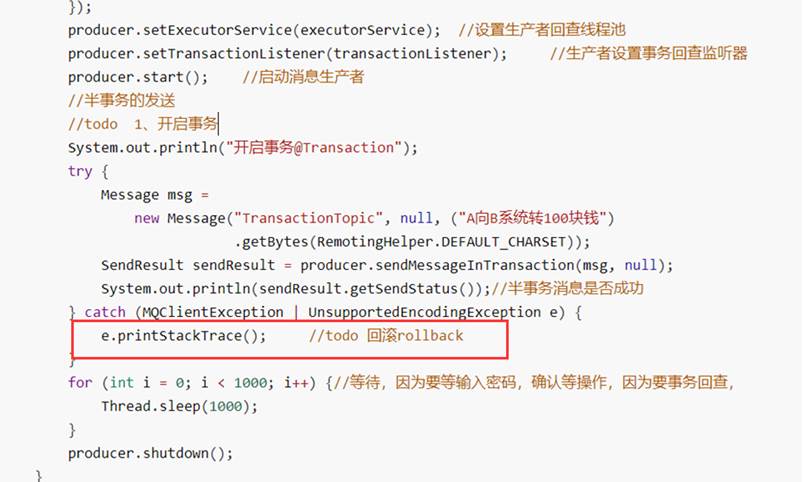 });
producer.setExecutorService(executorService);  //设置生产者回查线程池
producer.setTransactionListener(transactionListener);     //生产者设置事务回查监听器
producer.start();    //启动消息生产者
//半事务的发送
//todo  1、开启事务
System.out.println("开启事务@Transaction");
try {
    Message msg =
        new Message("TransactionTopic", null, ("A向B系统转100块钱")
                    .getBytes(RemotingHelper.DEFAULT_CHARSET));
    SendResult sendResult = producer.sendMessageInTransaction(msg, null);
    System.out.println(sendResult.getSendStatus());//半事务消息是否成功
} catch (MQClientException | UnsupportedEncodingException e) {
    e.printStackTrace();     //todo 回滚rollback
}
for (int i = 0; i < 1000; i++) {//等待，因为要等输入密码，确认等操作，因为要事务回查，
    Thread.sleep(1000);
}
producer.shutdown();
}